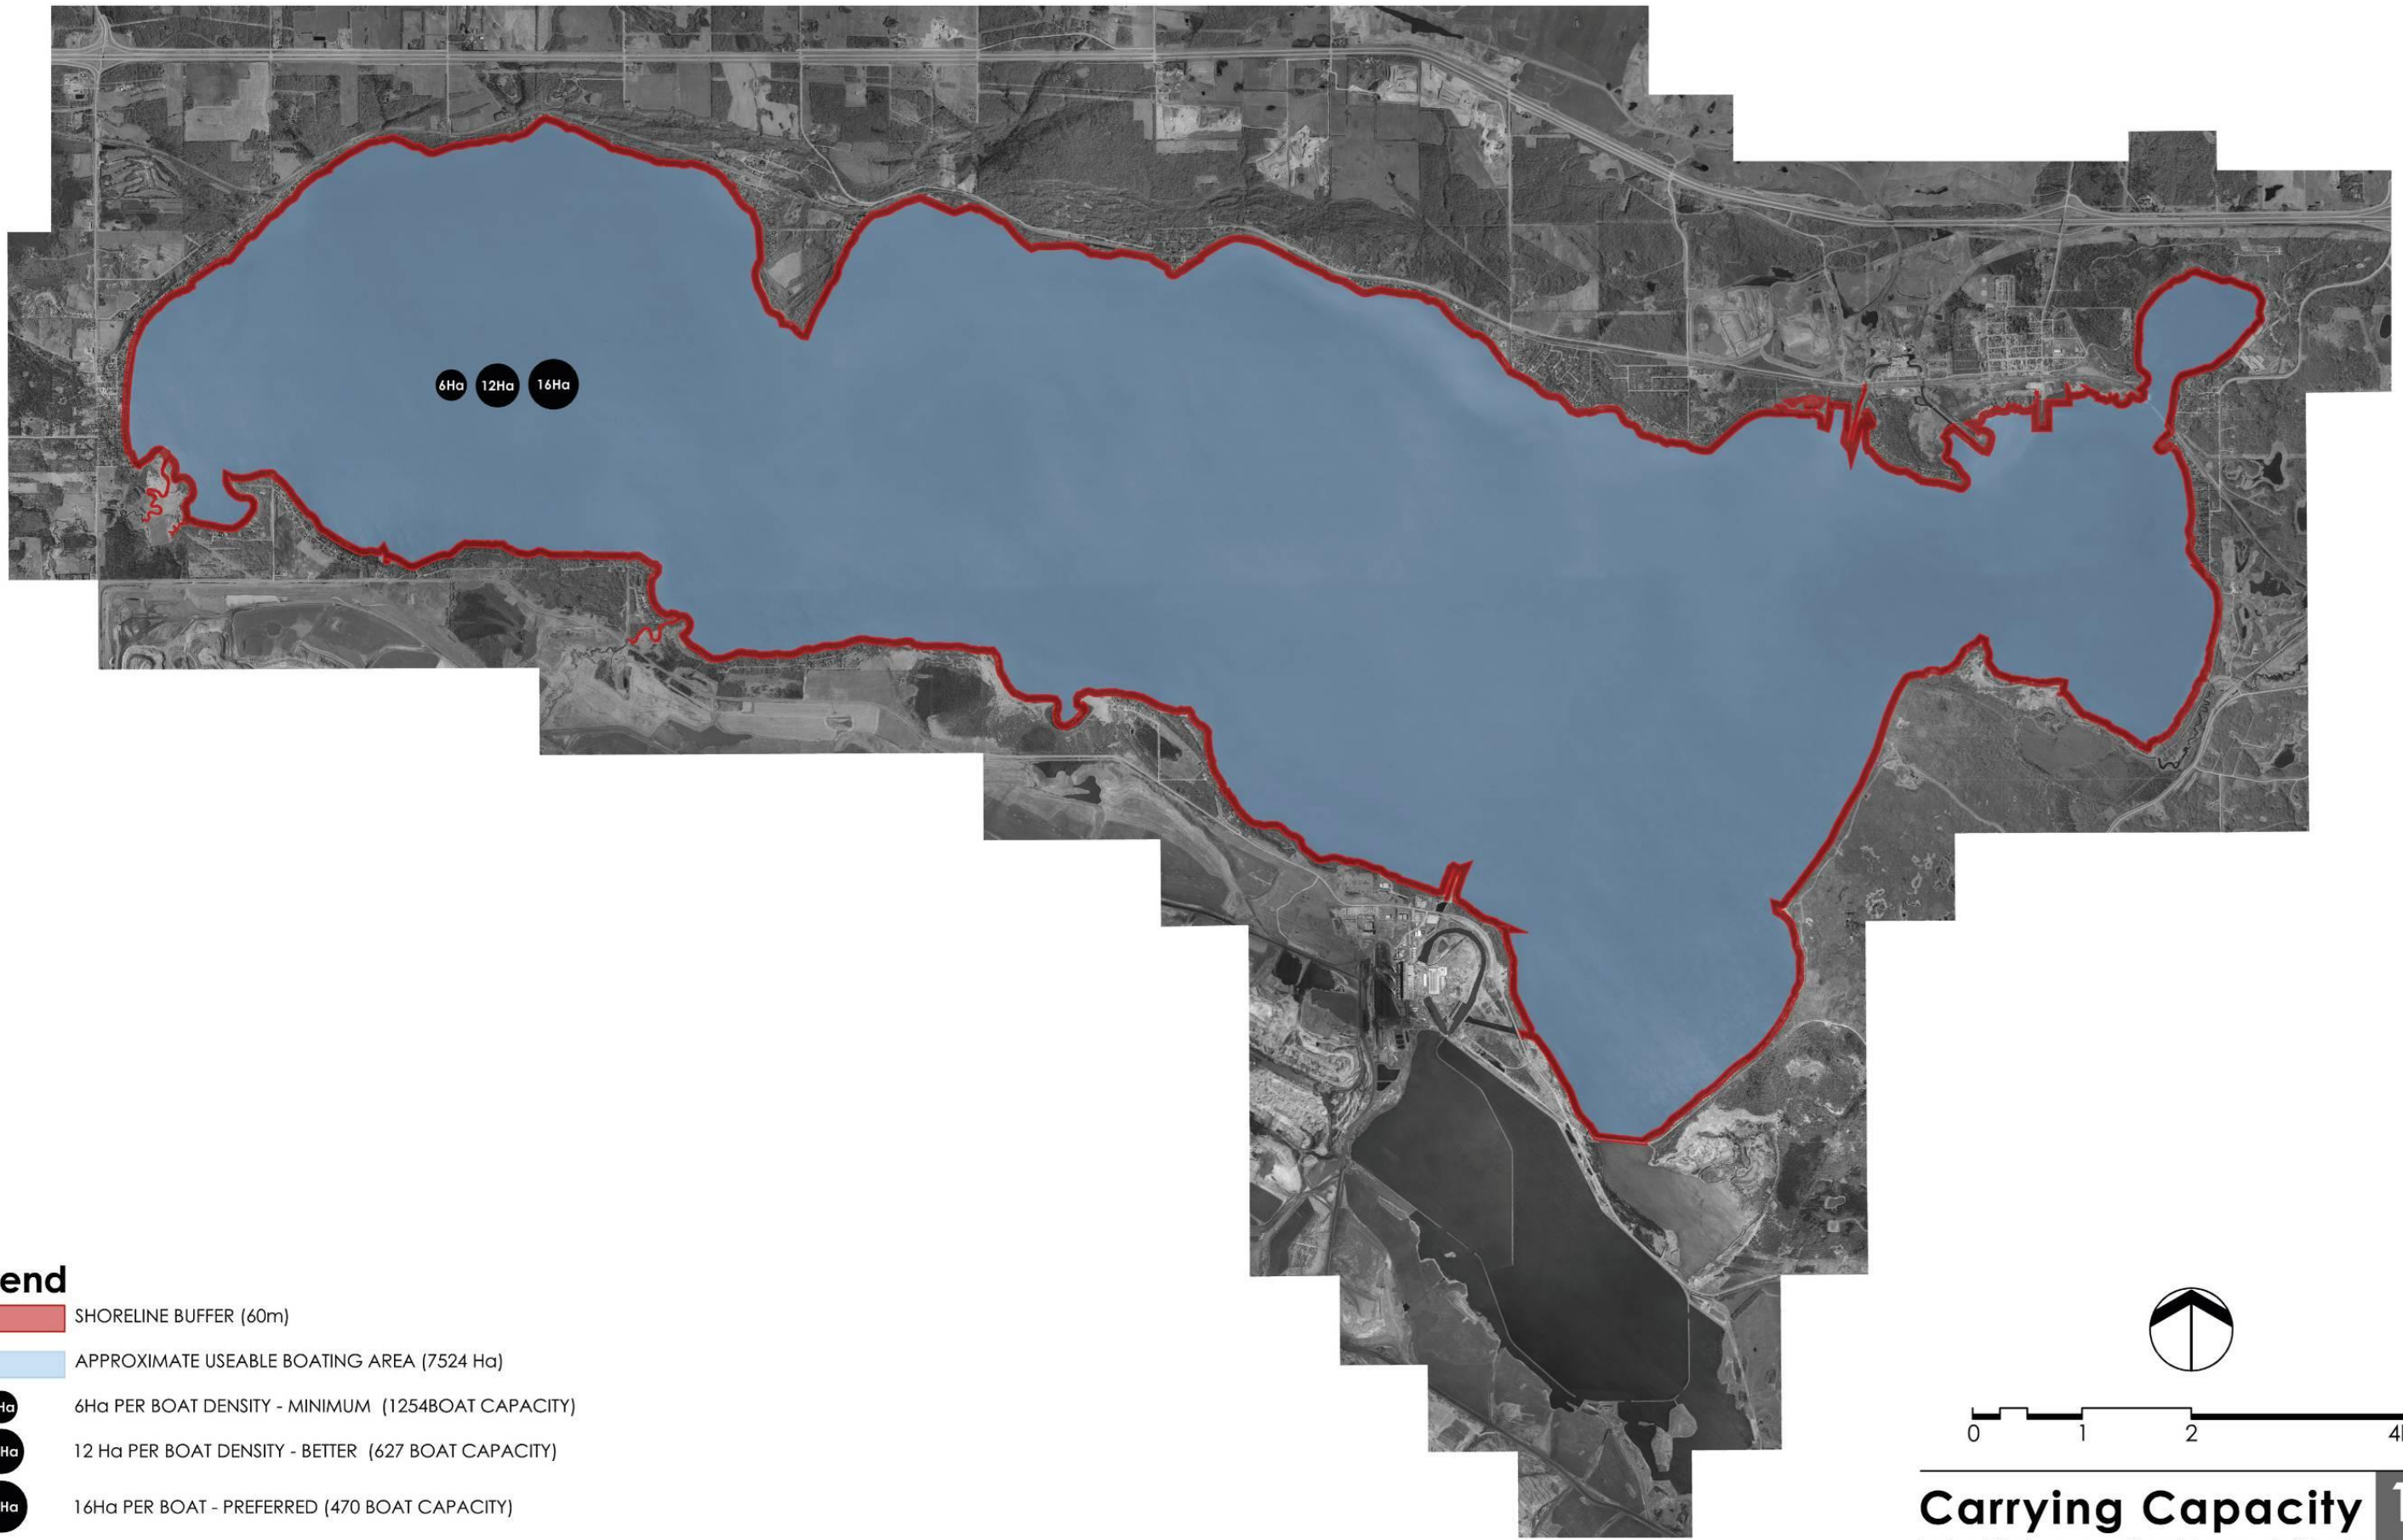 6Ha 12Ha 16Ha
end
SHORELINE BUFFER (60m)
APPROXIMATE USEABLE BOATING AREA (7524 Ha)
Ha
6Ha PER BOAT DENSITY - MINIMUM (1254BOAT CAPACITY)
Ha
12 Ha PER BOAT DENSITY - BETTER (627 BOAT CAPACITY)
Ha
16Ha PER BOAT - PREFERRED (470 BOAT CAPACITY)
0 1 2 4
Carrying Capacity